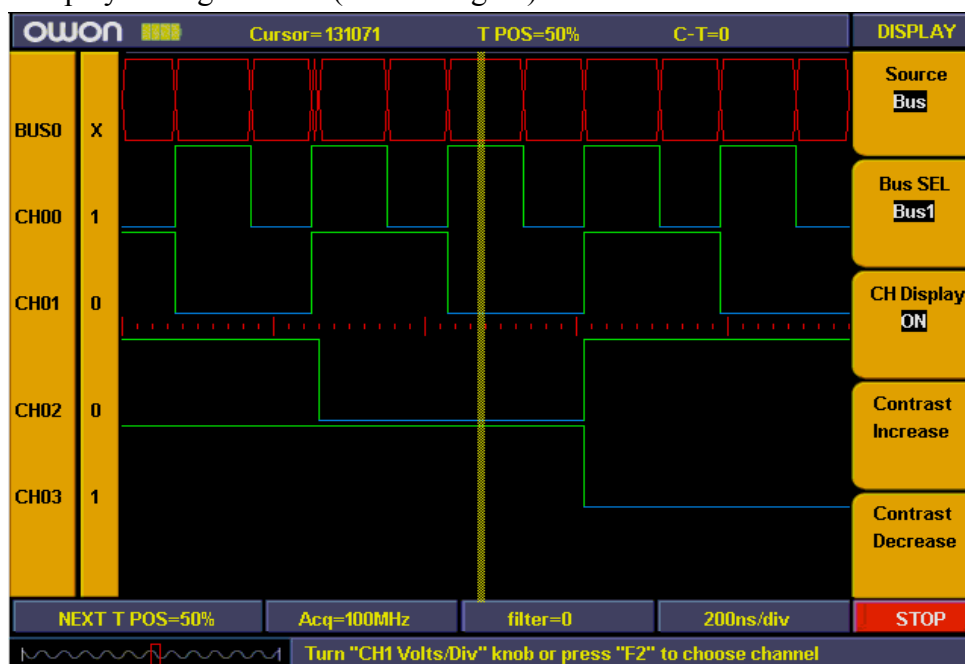 owon Cursor=131071 T POS=50% C-T=0 DISPLAY
Source
Bus
BUS0 X
Bus SEL
Bus1
CH00 1
CH Display
ON
CH01 0
CH02 0
Contrast
Increase
CH03 1
Contrast
Decrease
NEXT T POS=50% Acq=100MHz filter=0 200ns/div STOP
Turn "CH1 Volts/Div" knob or press "F2" to choose channel